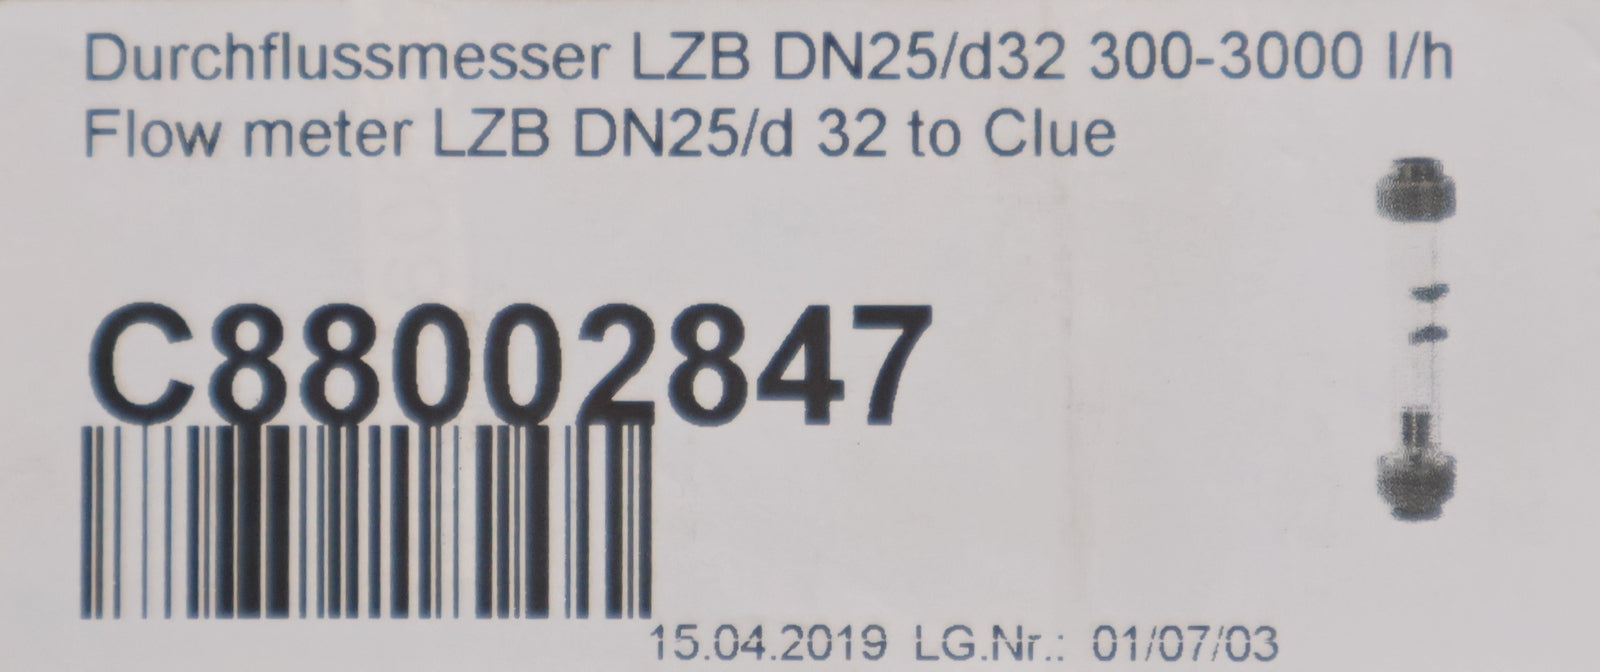 Durchflussmesser LZB DN25/d32 300-3000 l/h
Flow meter LZB DN25/d 32 to Clue
C88002847
15.04.2019 LG.Nr.: 01/07/03